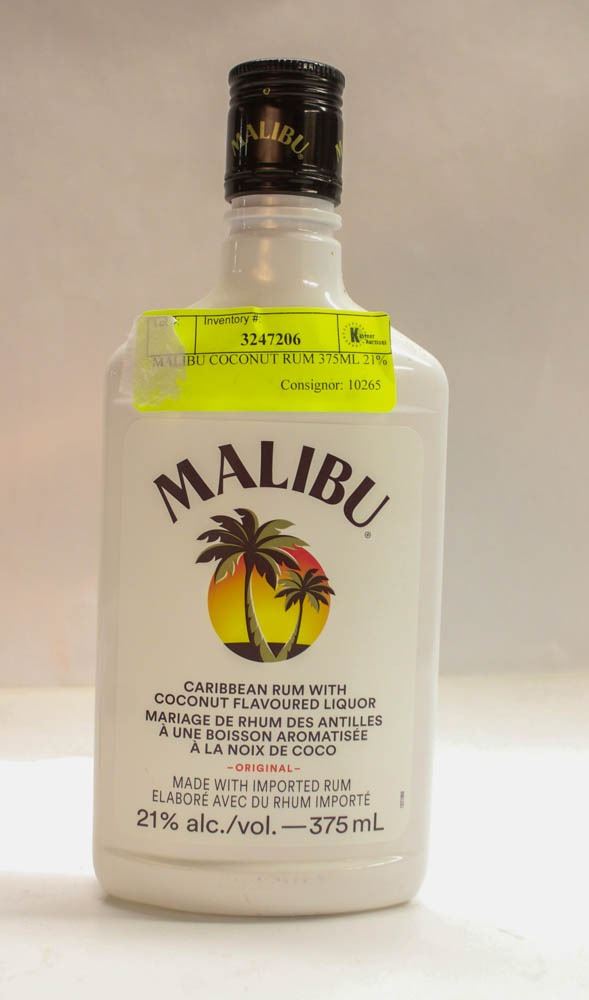 MALIBU
Inventory #:
3247206
MALIBU COCONUT RUM 375ML 21%
Consignor: 10265
MALIBU
®
CARIBBEAN RUM WITH
COCONUT FLAVOURED LIQUOR
MARIAGE DE RHUM DES ANTILLES
À UNE BOISSON AROMATISÉE
À LA NOIX DE COCO
–ORIGINAL–
MADE WITH IMPORTED RUM
ELABORÉ AVEC DU RHUM IMPORTÉ
21% alc./vol. — 375 mL